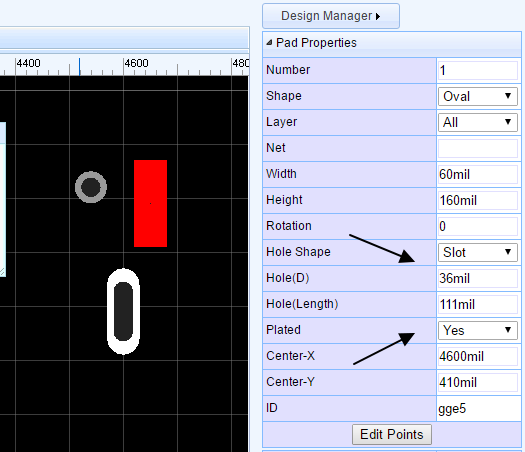 Design Manager
Pad Properties
4400 4600 480
Number 1
Shape Oval
Layer All
Net
Width 60mil
Height 160mil
Rotation 0
Hole Shape Slot
Hole(D) 36mil
Hole(Length) 111mil
Plated Yes
Center-X 4600mil
Center-Y 410mil
ID gge5
Edit Points